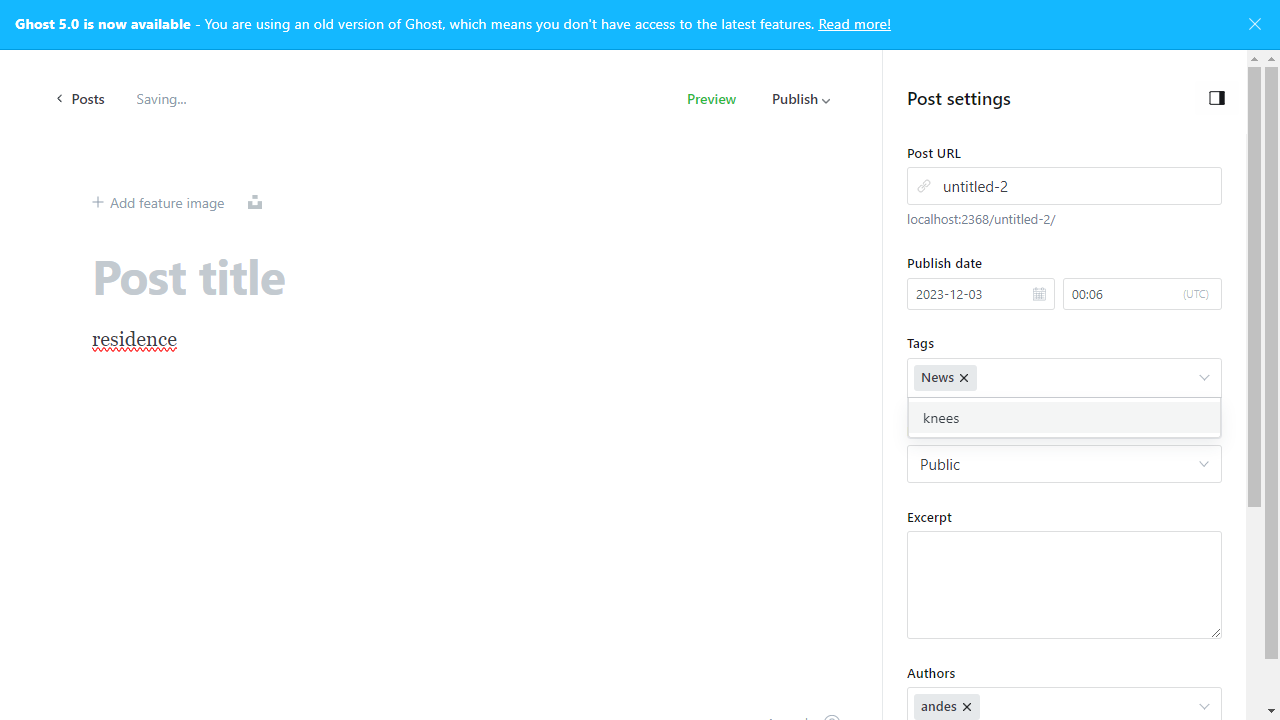 Ghost 5.0 is now available - You are using an old version of Ghost, which means you don't have access to the latest features. Read more!
Posts
Saving...
Preview
Publish
Add feature image
Post title
residence
Post settings
Post URL
untitled-2
localhost:2368/untitled-2/
Publish date
2023-12-03
00:06
(UTC)
Tags
News
knees
Public
Excerpt
Authors
andes